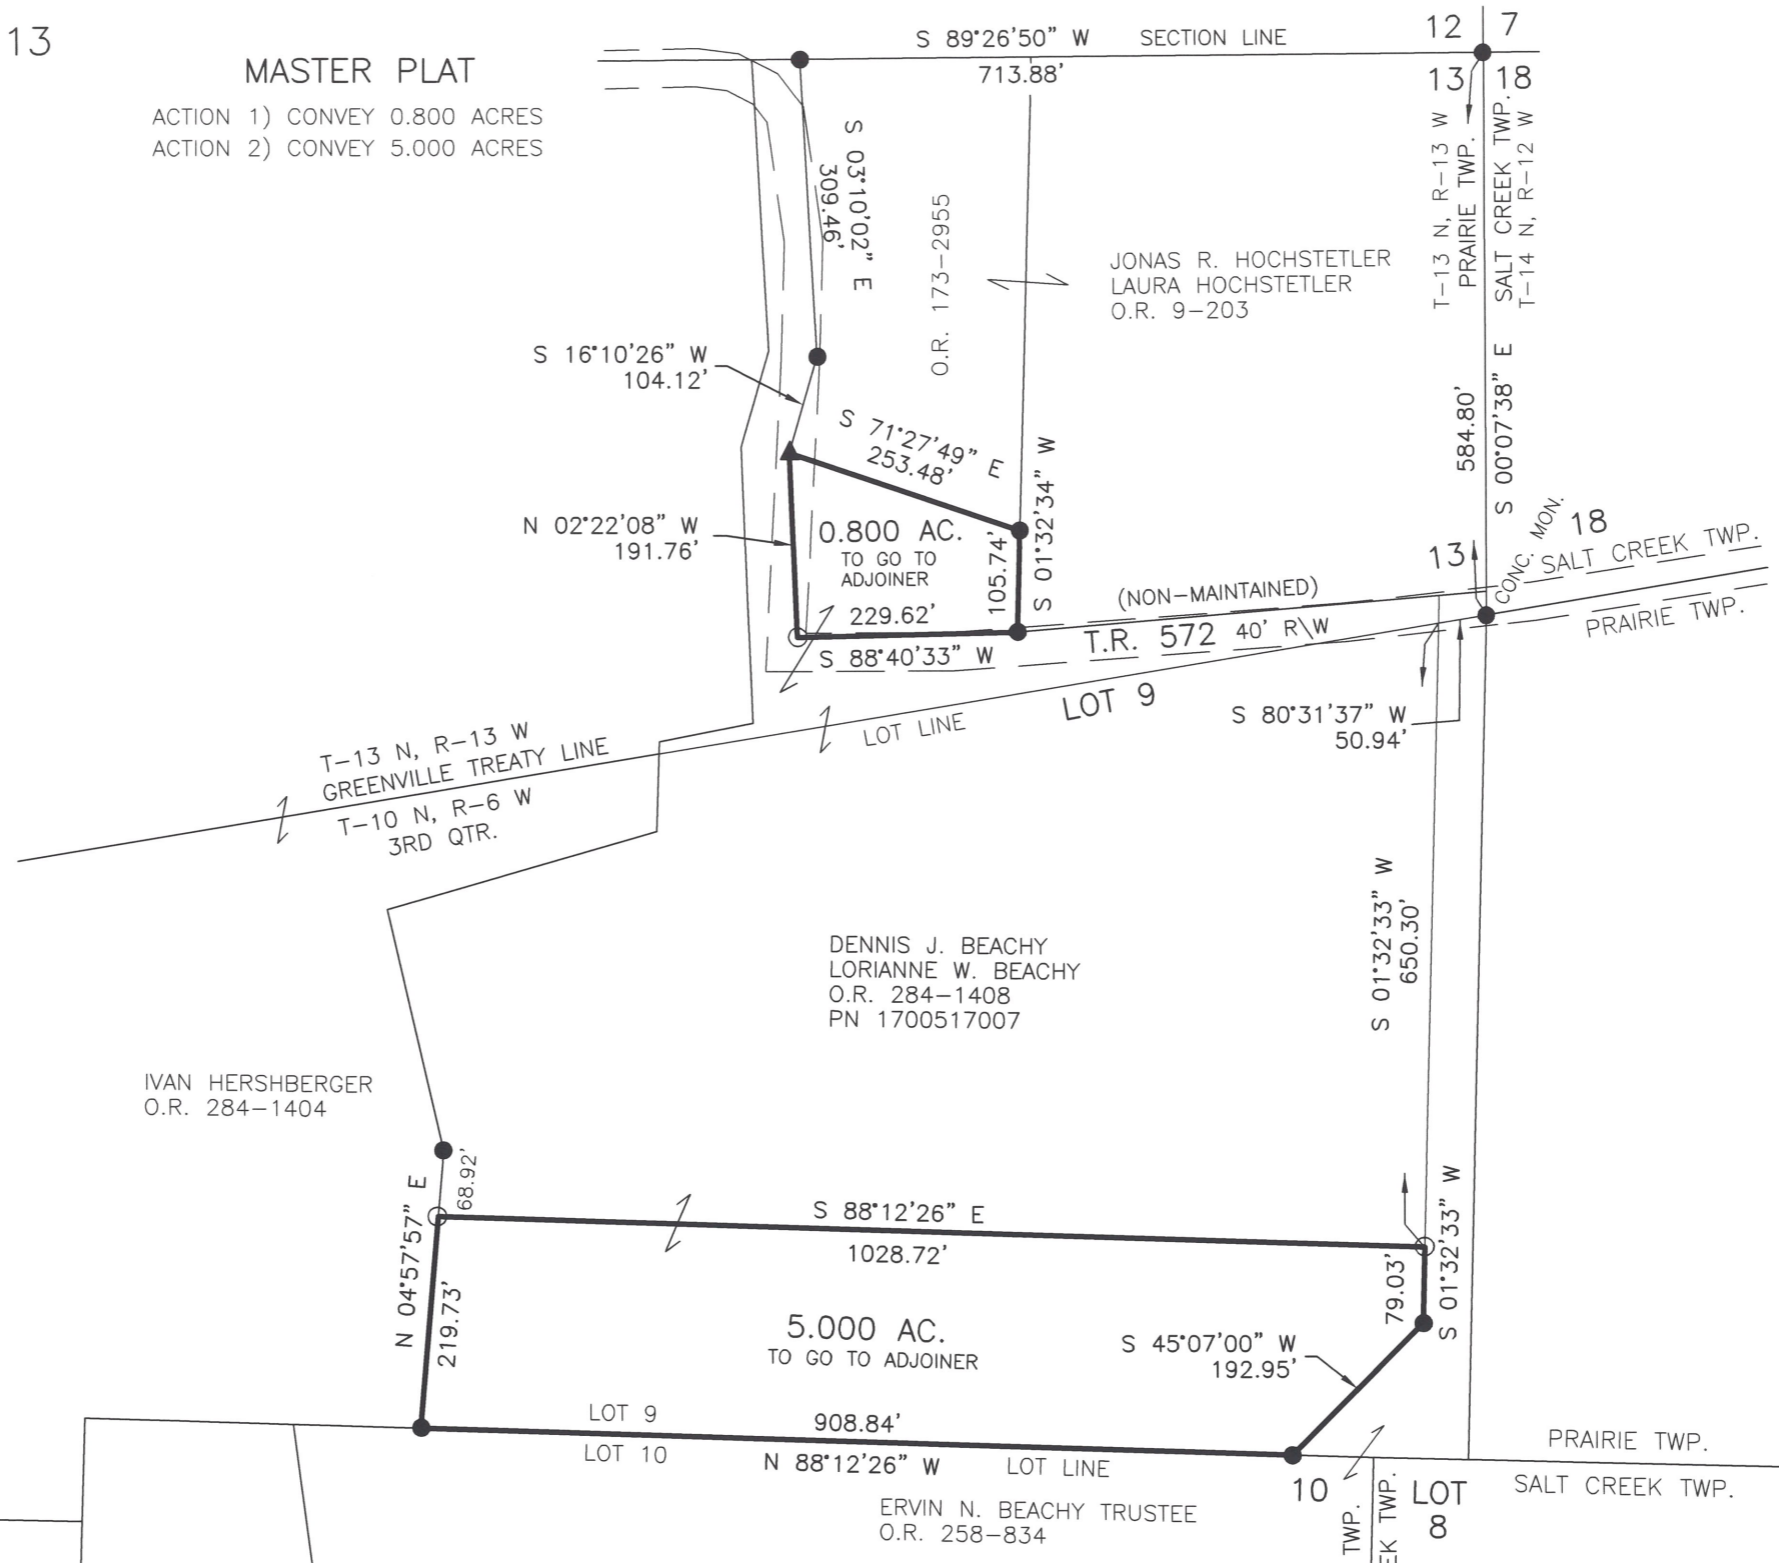 13
MASTER PLAT
ACTION 1) CONVEY 0.800 ACRES
ACTION 2) CONVEY 5.000 ACRES
S 89°26'50" W SECTION LINE
713.88'
12 7
13 18
T-13 N, R-13 W
PRAIRIE TWP.
SALT CREEK TWP.
T-14 N, R-12 W
S 03°10'02" E
309.46'
O.R. 173-2955
JONAS R. HOCHSTETLER
LAURA HOCHSTETLER
O.R. 9-203
S 16°10'26" W
104.12'
S 71°27'49" E
253.48'
584.80'
S 00°07'38" E
N 02°22'08" W
191.76'
0.800 AC.
TO GO TO
ADJOINER
105.74'
S 01°32'34" W
229.62'
S 88°40'33" W
(NON-MAINTAINED)
T.R. 572 40' R\W
13
CONC. MON.
18
SALT CREEK TWP.
PRAIRIE TWP.
LOT 9
LOT LINE
S 80°31'37" W
50.94'
T-13 N, R-13 W
GREENVILLE TREATY LINE
T-10 N, R-6 W
3RD QTR.
S 01°32'33" W
650.30'
DENNIS J. BEACHY
LORIANNE W. BEACHY
O.R. 284-1408
PN 1700517007
IVAN HERSHBERGER
O.R. 284-1404
68.92'
N 04°57'57" E
219.73'
S 88°12'26" E
1028.72'
79.03'
S 01°32'33" W
5.000 AC.
TO GO TO ADJOINER
S 45°07'00" W
192.95'
LOT 9
908.84'
LOT 10
N 88°12'26" W LOT LINE
PRAIRIE TWP.
SALT CREEK TWP.
10
LOT
8
TWP.
EK TWP.
ERVIN N. BEACHY TRUSTEE
O.R. 258-834